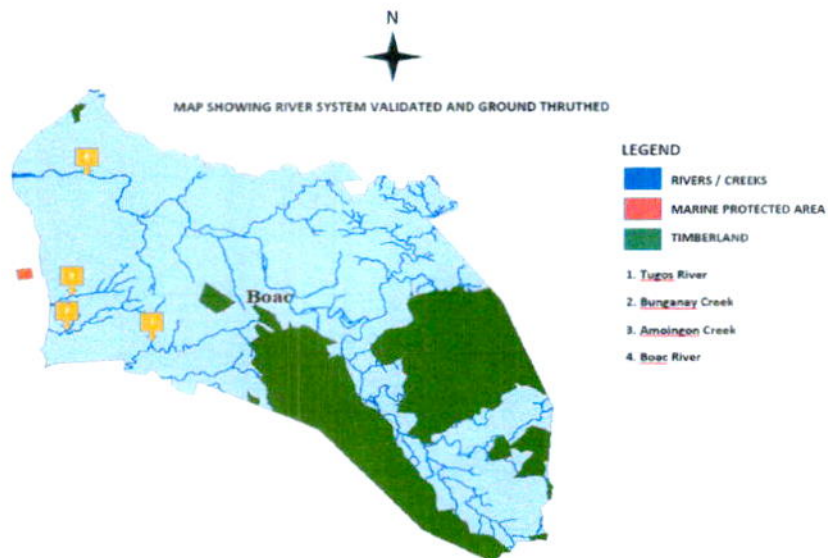 N
MAP SHOWING RIVER SYSTEM VALIDATED AND GROUND THRUTHED
LEGEND
RIVERS / CREEKS
MARINE PROTECTED AREA
TIMBERLAND
1. Tugos River
2. Bunganay Creek
3. Amoingon Creek
4. Boac River
Boac